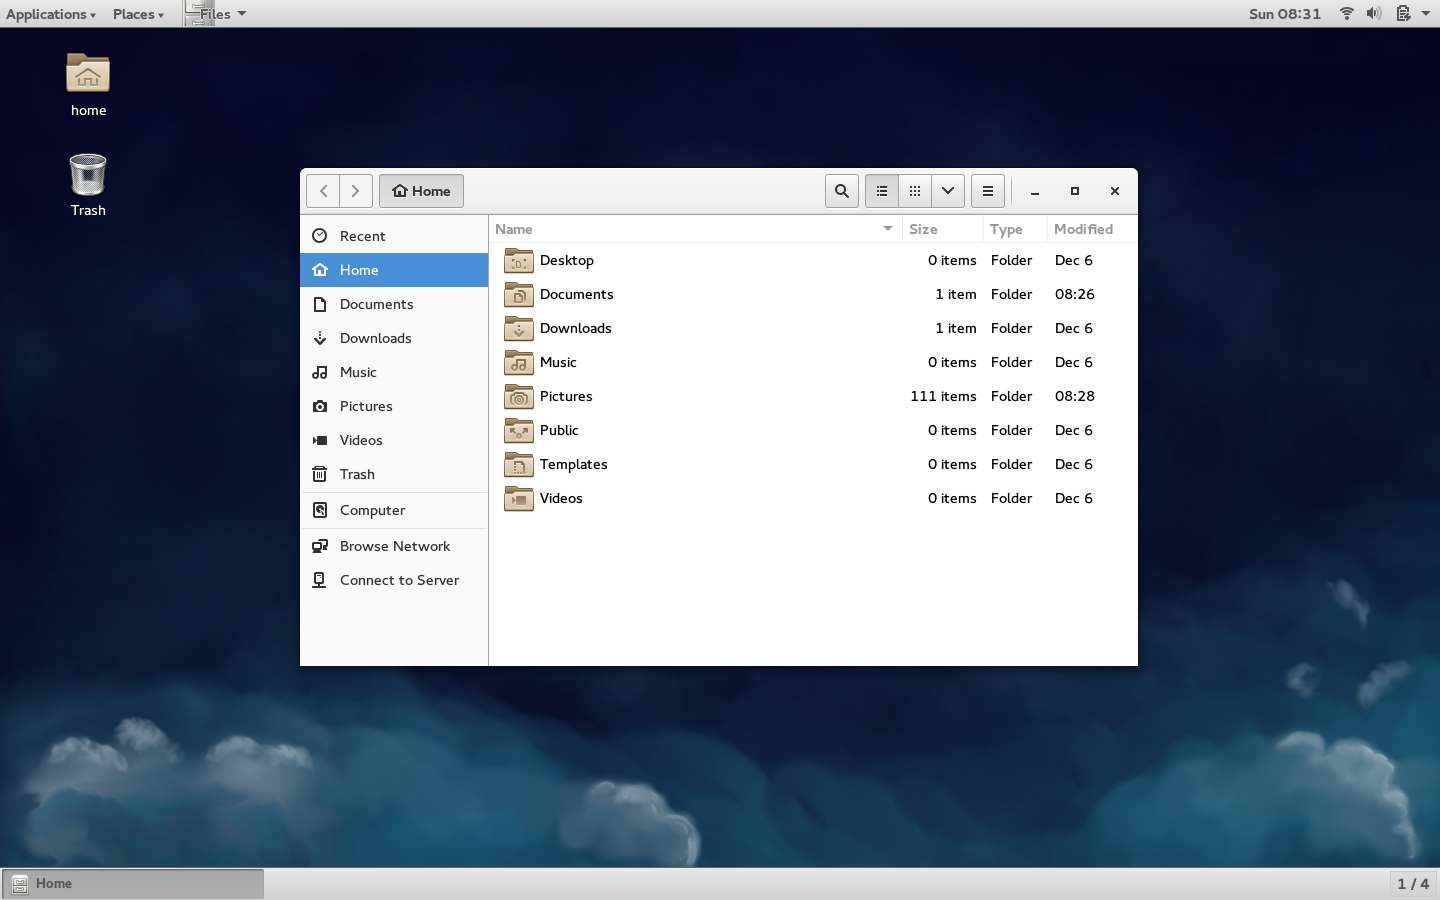 Applications Places Files Sun 08:31
home
Trash
Home
Recent
Home
Documents
Downloads
Music
Pictures
Videos
Trash
Computer
Browse Network
Connect to Server
Name Size Type Modified
Desktop 0 items Folder Dec 6
Documents 1 item Folder 08:26
Downloads 1 item Folder Dec 6
Music 0 items Folder Dec 6
Pictures 111 items Folder 08:28
Public 0 items Folder Dec 6
Templates 0 items Folder Dec 6
Videos 0 items Folder Dec 6
Home 1 / 4